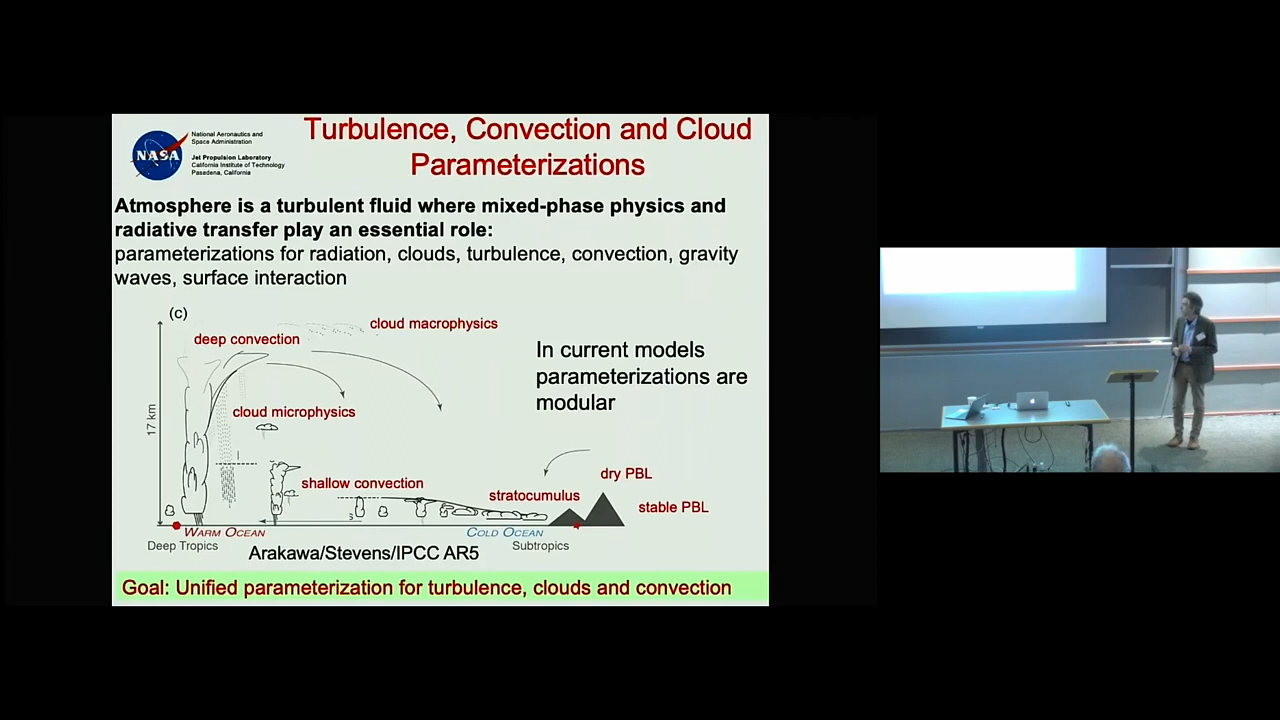 Turbulence, Convection and Cloud
Parameterizations
NASA
National Aeronautics and
Space Administration
Jet Propulsion Laboratory
California Institute of Technology
Pasadena, California
Atmosphere is a turbulent fluid where mixed-phase physics and
radiative transfer play an essential role:
parameterizations for radiation, clouds, turbulence, convection, gravity
waves, surface interaction
(c)
cloud macrophysics
deep convection
In current models
parameterizations are
modular
17 km
cloud microphysics
shallow convection
dry PBL
stratocumulus
stable PBL
WARM OCEAN
COLD OCEAN
Deep Tropics
Subtropics
Arakawa/Stevens/IPCC AR5
Goal: Unified parameterization for turbulence, clouds and convection